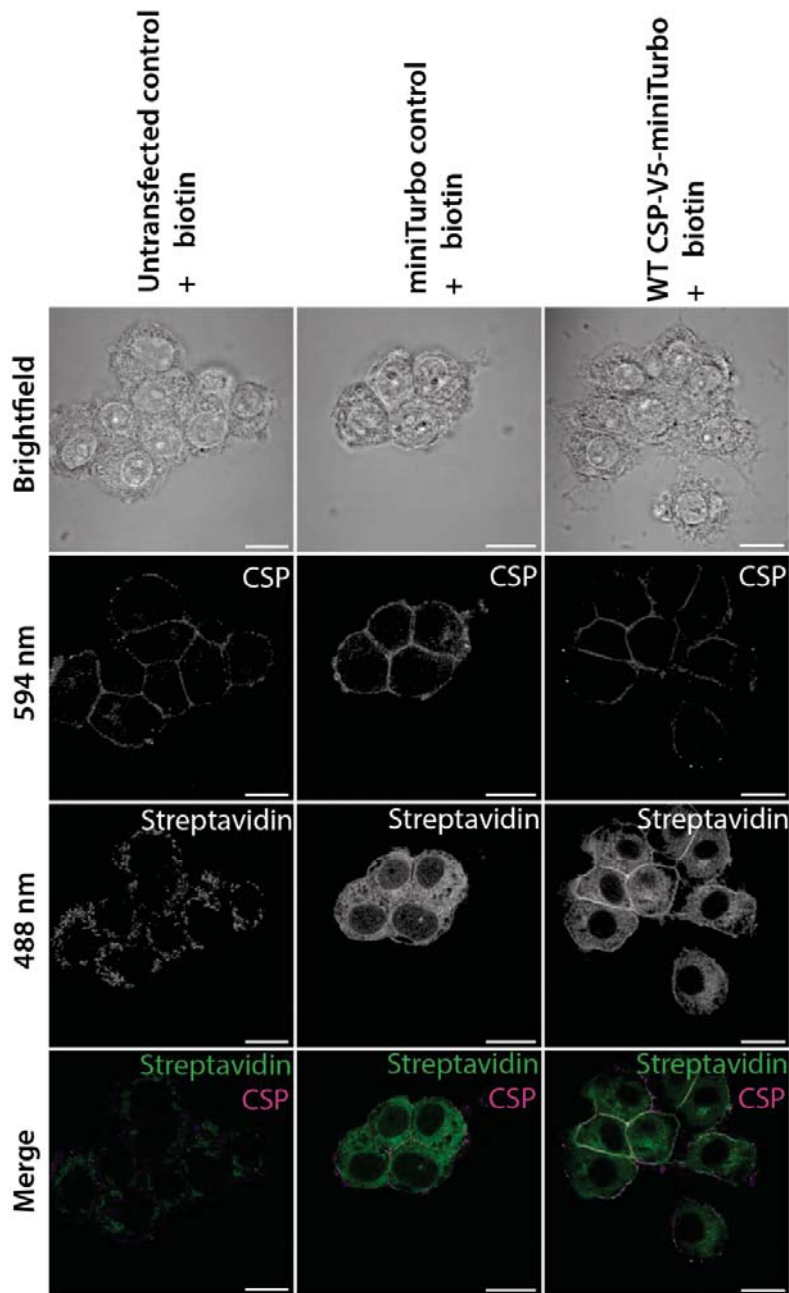 Untransfected control
+ biotin
miniTurbo control
+ biotin
WT CSP-V5-miniTurbo
+ biotin
Brightfield
594 nm
CSP
CSP
CSP
488 nm
Streptavidin
Streptavidin
Streptavidin
Merge
Streptavidin
CSP
Streptavidin
CSP
Streptavidin
CSP